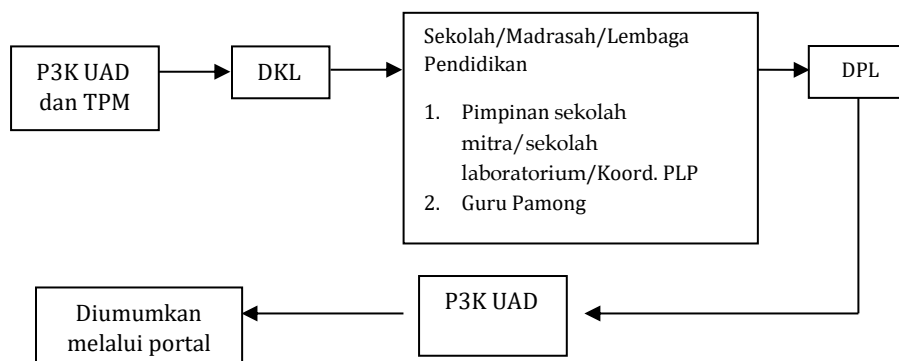 P3K UAD
dan TPM
DKL
Sekolah/Madrasah/Lembaga
Pendidikan
1. Pimpinan sekolah
mitra/sekolah
laboratorium/Koord. PLP
2. Guru Pamong
DPL
P3K UAD
Diumumkan
melalui portal